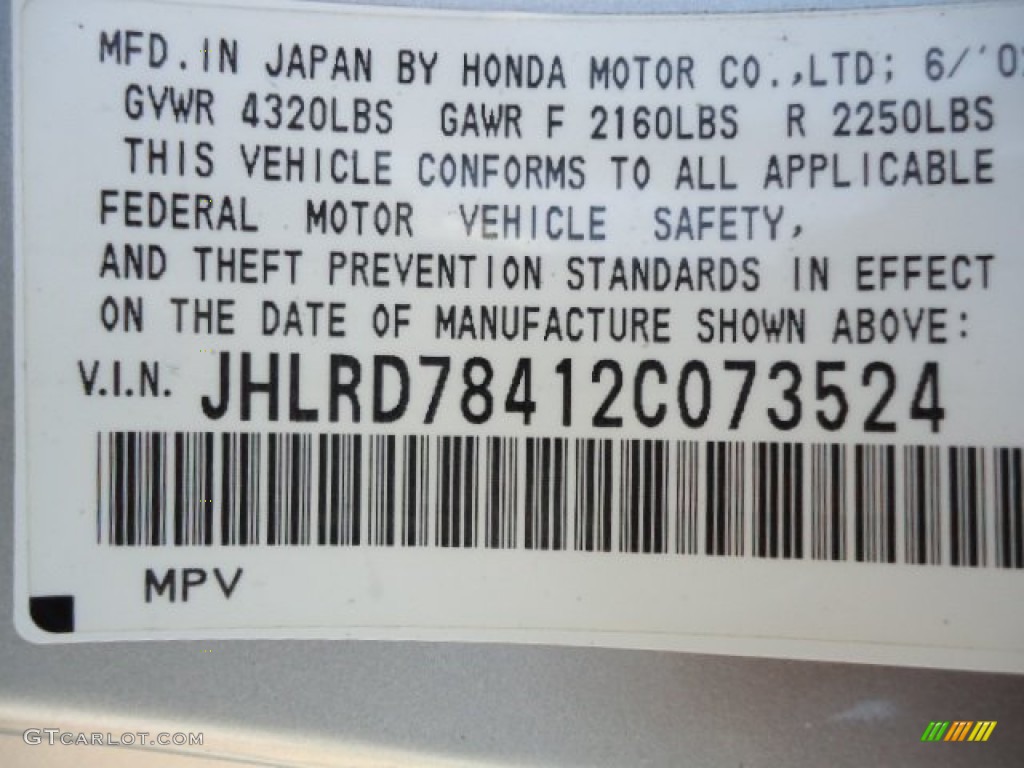 MFD. IN JAPAN BY HONDA MOTOR CO.,LTD; 6/'0
GVWR 4320LBS GAWR F 2160LBS R 2250LBS
THIS VEHICLE CONFORMS TO ALL APPLICABLE
FEDERAL MOTOR VEHICLE SAFETY,
AND THEFT PREVENTION STANDARDS IN EFFECT
ON THE DATE OF MANUFACTURE SHOWN ABOVE:
V.I.N. JHLRD78412C073524
MPV
GTCARLOT.COM